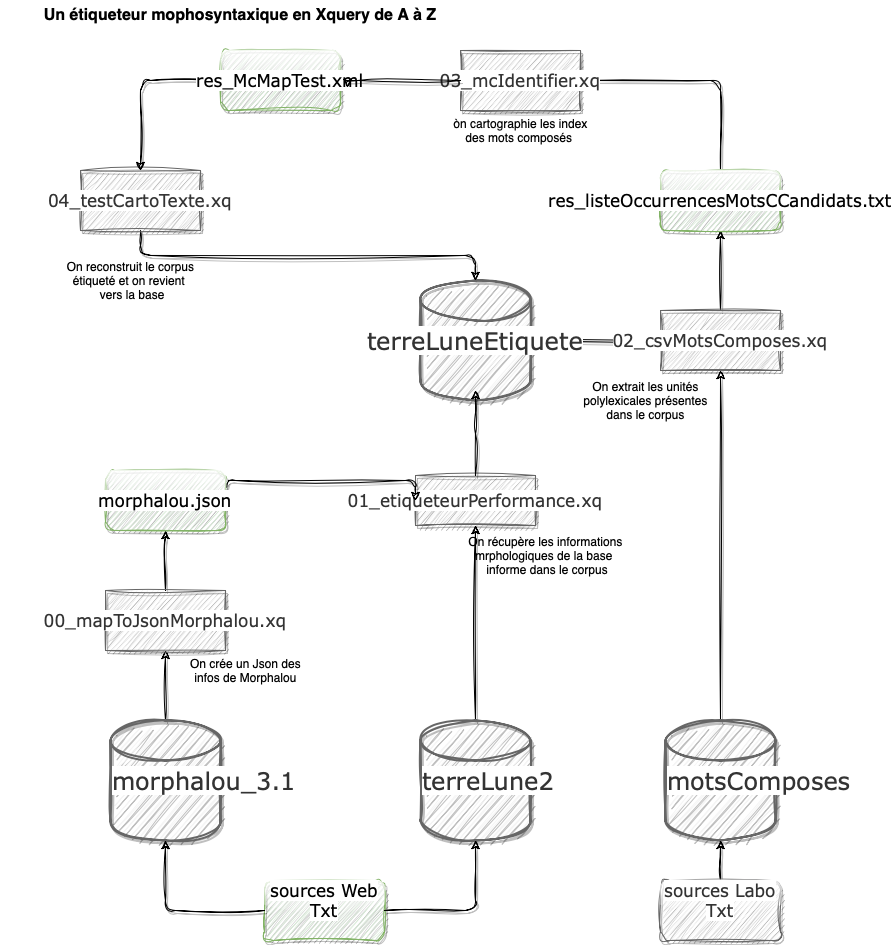 Un étiqueteur mophosyntaxique en Xquery de A à Z
res_McMapTest.xml
03_mcIdentifier.xq
òn cartographie les index
des mots composés
04_testCartoTexte.xq
res_listeOccurrencesMotsCCandidats.txt
On reconstruit le corpus
étiqueté et on revient
vers la base
terreLuneEtiquete
02_csvMotsComposes.xq
On extrait les unités
polylexicales présentes
dans le corpus
morphalou.json
01_etiqueteurPerformance.xq
On récupère les informations
mrphologiques de la base
informe dans le corpus
00_mapToJsonMorphalou.xq
On crée un Json des
infos de Morphalou
morphalou_3.1
terreLune2
motsComposes
sources Web
Txt
sources Labo
Txt